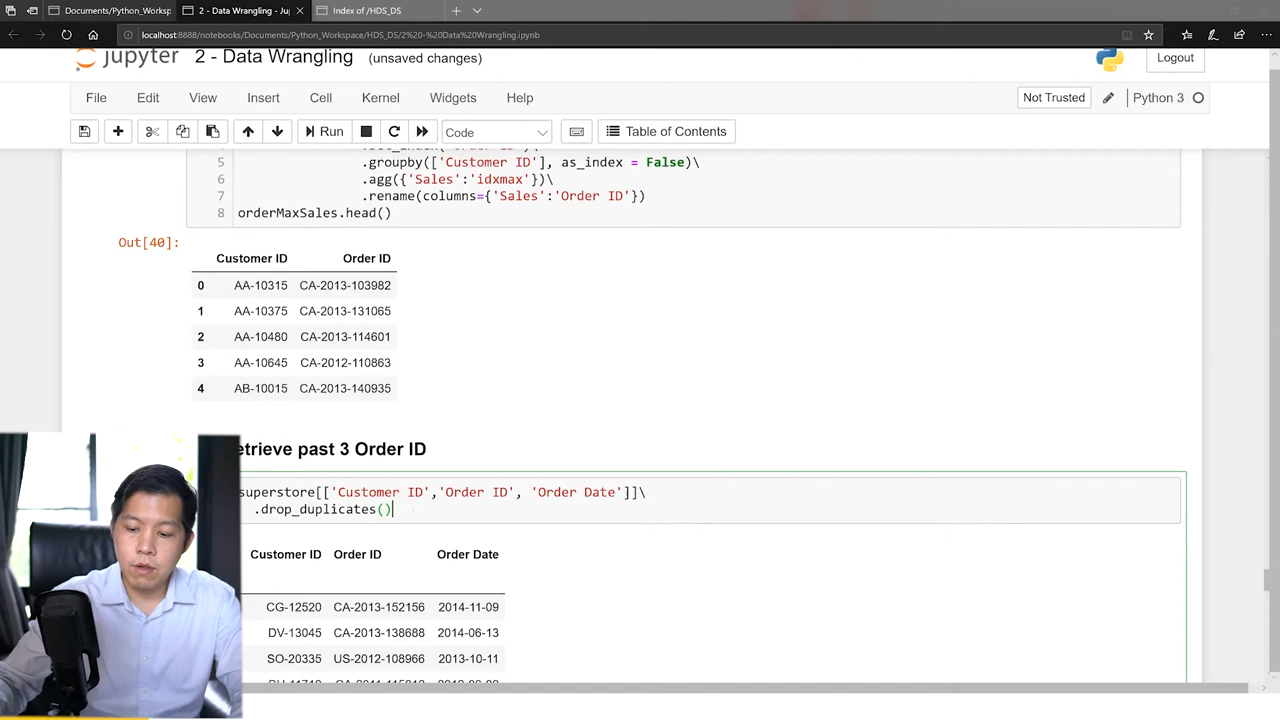 Documents/Python_Worksp
2 - Data Wrangling - Ju
Index of /HDS_DS
localhost:8888/notebooks/Documents/Python_Workspace/HDS_DS/2%20-%20Data%20Wrangling.ipynb
jupyter 2 - Data Wrangling (unsaved changes)
Logout
File Edit View Insert Cell Kernel Widgets Help
Not Trusted
Python 3
Run
Code
Table of Contents
5 .groupby(['Customer ID'], as_index = False)\
6 .agg({'Sales':'idxmax'})\
7 .rename(columns={'Sales':'Order ID'})
8 orderMaxSales.head()
Out[40]:
Customer ID Order ID
0 AA-10315 CA-2013-103982
1 AA-10375 CA-2013-131065
2 AA-10480 CA-2013-114601
3 AA-10645 CA-2012-110863
4 AB-10015 CA-2013-140935
etrieve past 3 Order ID
superstore[['Customer ID','Order ID', 'Order Date']]\
.drop_duplicates()
Customer ID Order ID Order Date
CG-12520 CA-2013-152156 2014-11-09
DV-13045 CA-2013-138688 2014-06-13
SO-20335 US-2012-108966 2013-10-11